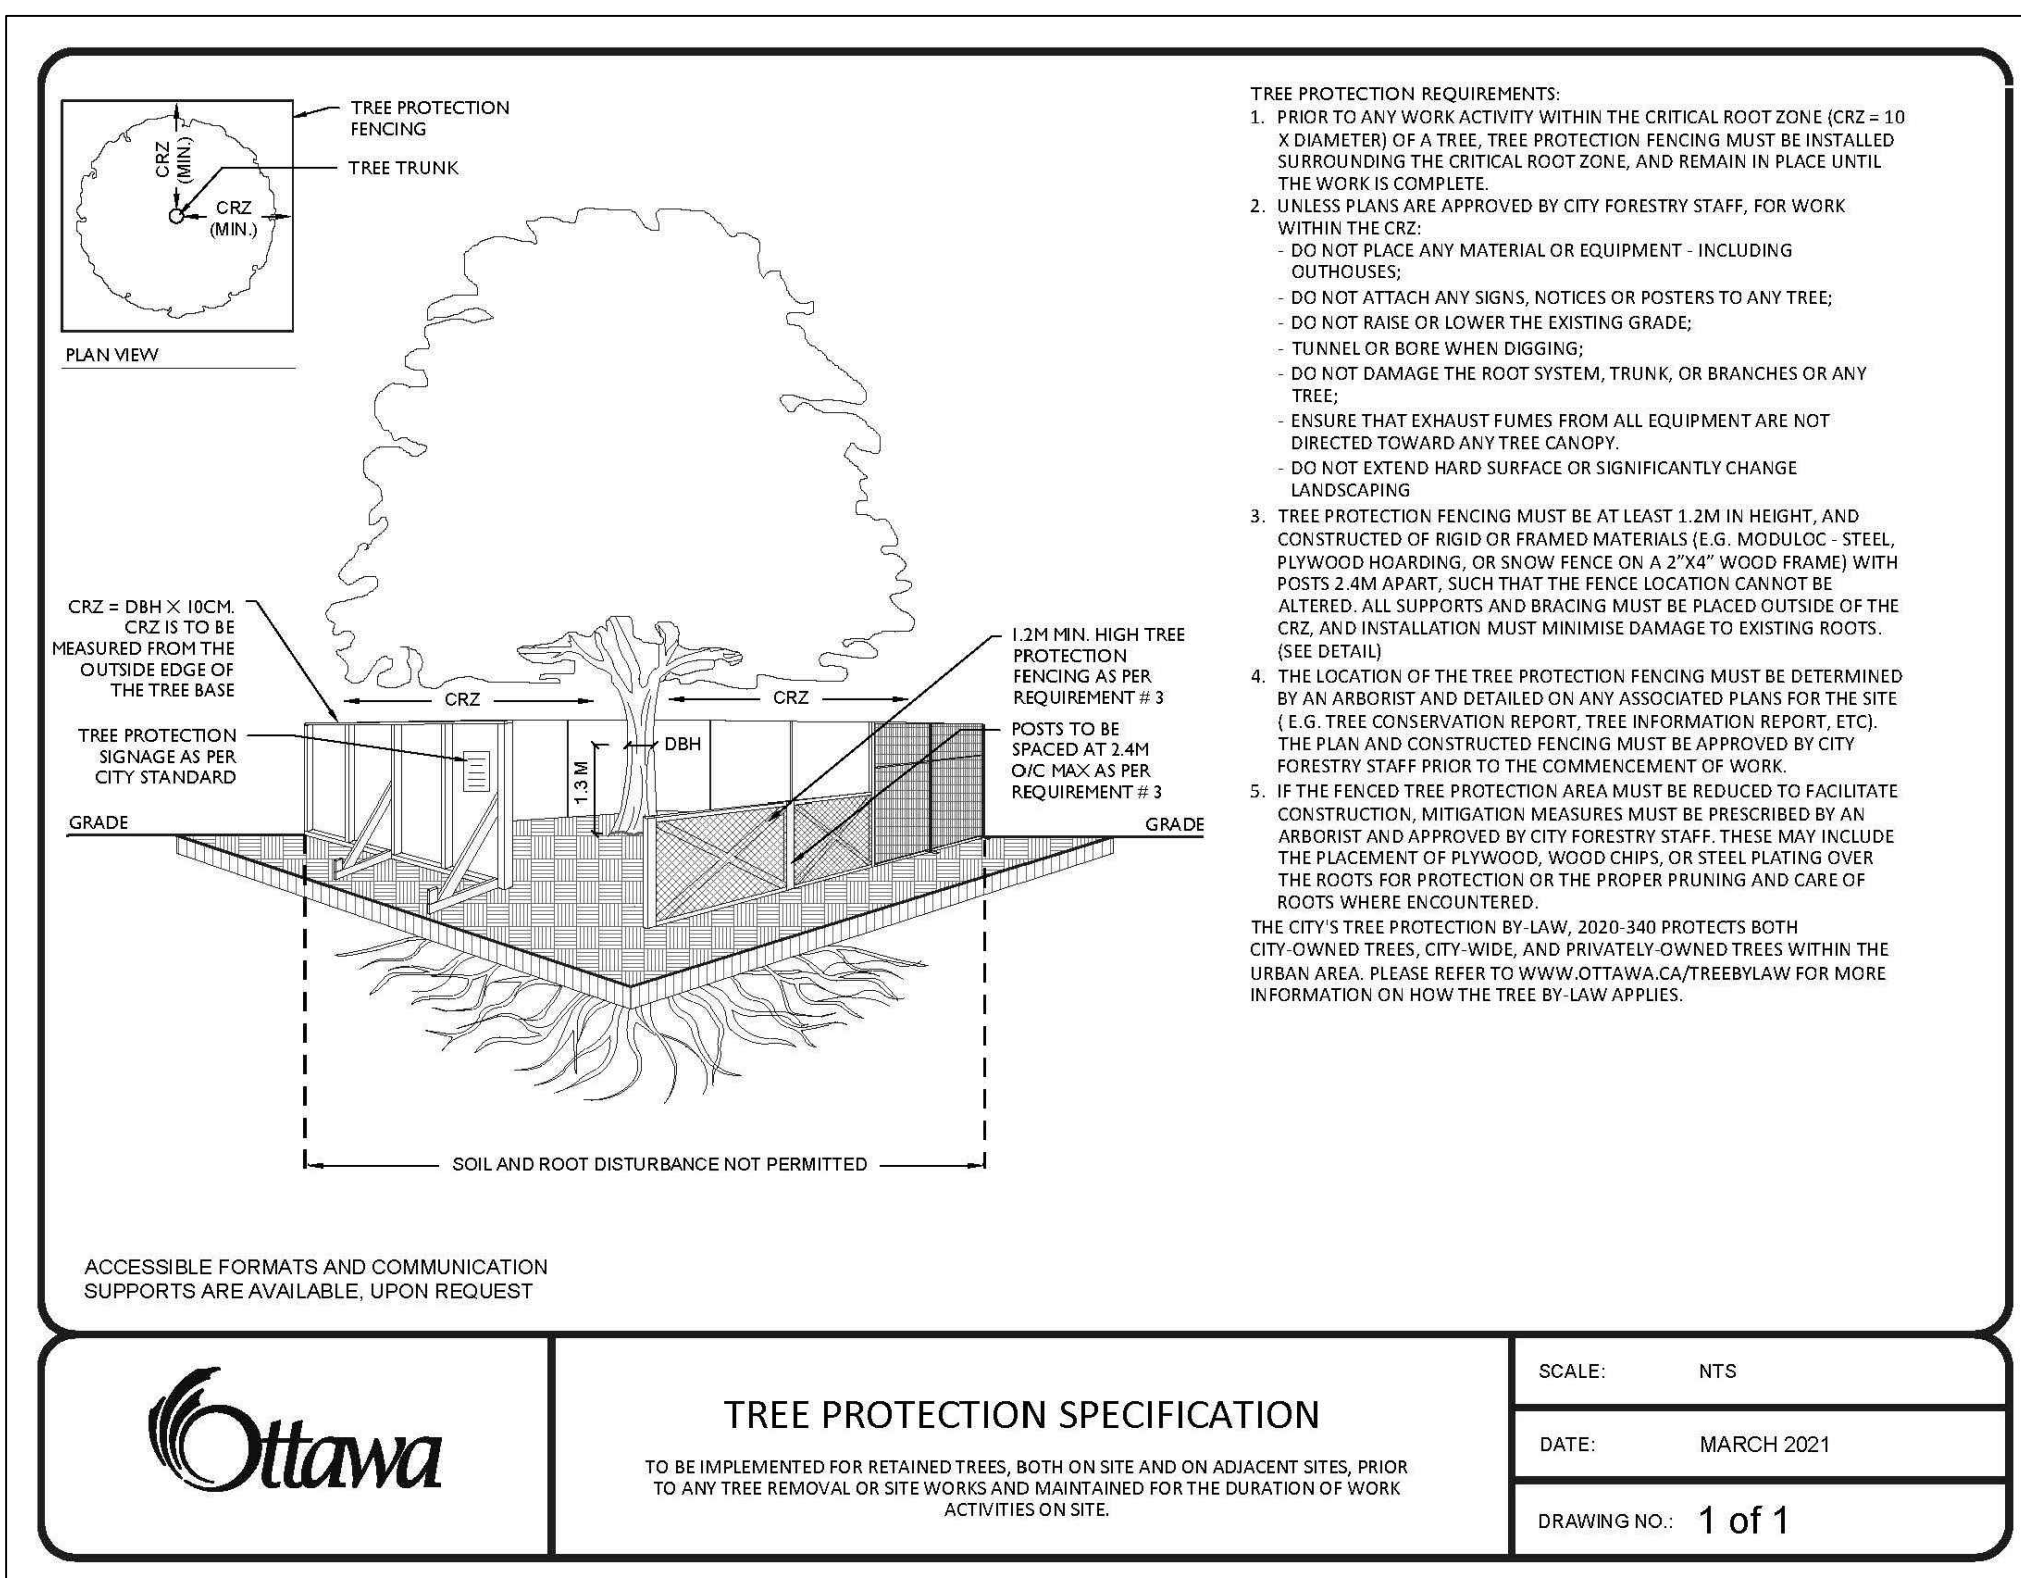 TREE PROTECTION
FENCING
TREE TRUNK
CRZ
(MIN.)
CRZ
(MIN.)
PLAN VIEW
CRZ = DBH X 10CM.
CRZ IS TO BE
MEASURED FROM THE
OUTSIDE EDGE OF
THE TREE BASE
TREE PROTECTION
SIGNAGE AS PER
CITY STANDARD
GRADE
CRZ
CRZ
DBH
1.3 M
1.2M MIN. HIGH TREE
PROTECTION
FENCING AS PER
REQUIREMENT # 3
POSTS TO BE
SPACED AT 2.4M
O/C MAX AS PER
REQUIREMENT # 3
GRADE
SOIL AND ROOT DISTURBANCE NOT PERMITTED
TREE PROTECTION REQUIREMENTS:
1. PRIOR TO ANY WORK ACTIVITY WITHIN THE CRITICAL ROOT ZONE (CRZ = 10
X DIAMETER) OF A TREE, TREE PROTECTION FENCING MUST BE INSTALLED
SURROUNDING THE CRITICAL ROOT ZONE, AND REMAIN IN PLACE UNTIL
THE WORK IS COMPLETE.
2. UNLESS PLANS ARE APPROVED BY CITY FORESTRY STAFF, FOR WORK
WITHIN THE CRZ:
- DO NOT PLACE ANY MATERIAL OR EQUIPMENT - INCLUDING
OUTHOUSES;
- DO NOT ATTACH ANY SIGNS, NOTICES OR POSTERS TO ANY TREE;
- DO NOT RAISE OR LOWER THE EXISTING GRADE;
- TUNNEL OR BORE WHEN DIGGING;
- DO NOT DAMAGE THE ROOT SYSTEM, TRUNK, OR BRANCHES OR ANY
TREE;
- ENSURE THAT EXHAUST FUMES FROM ALL EQUIPMENT ARE NOT
DIRECTED TOWARD ANY TREE CANOPY.
- DO NOT EXTEND HARD SURFACE OR SIGNIFICANTLY CHANGE
LANDSCAPING
3. TREE PROTECTION FENCING MUST BE AT LEAST 1.2M IN HEIGHT, AND
CONSTRUCTED OF RIGID OR FRAMED MATERIALS (E.G. MODULOC - STEEL,
PLYWOOD HOARDING, OR SNOW FENCE ON A 2”X4” WOOD FRAME) WITH
POSTS 2.4M APART, SUCH THAT THE FENCE LOCATION CANNOT BE
ALTERED. ALL SUPPORTS AND BRACING MUST BE PLACED OUTSIDE OF THE
CRZ, AND INSTALLATION MUST MINIMISE DAMAGE TO EXISTING ROOTS.
(SEE DETAIL)
4. THE LOCATION OF THE TREE PROTECTION FENCING MUST BE DETERMINED
BY AN ARBORIST AND DETAILED ON ANY ASSOCIATED PLANS FOR THE SITE
( E.G. TREE CONSERVATION REPORT, TREE INFORMATION REPORT, ETC).
THE PLAN AND CONSTRUCTED FENCING MUST BE APPROVED BY CITY
FORESTRY STAFF PRIOR TO THE COMMENCEMENT OF WORK.
5. IF THE FENCED TREE PROTECTION AREA MUST BE REDUCED TO FACILITATE
CONSTRUCTION, MITIGATION MEASURES MUST BE PRESCRIBED BY AN
ARBORIST AND APPROVED BY CITY FORESTRY STAFF. THESE MAY INCLUDE
THE PLACEMENT OF PLYWOOD, WOOD CHIPS, OR STEEL PLATING OVER
THE ROOTS FOR PROTECTION OR THE PROPER PRUNING AND CARE OF
ROOTS WHERE ENCOUNTERED.
THE CITY'S TREE PROTECTION BY-LAW, 2020-340 PROTECTS BOTH
CITY-OWNED TREES, CITY-WIDE, AND PRIVATELY-OWNED TREES WITHIN THE
URBAN AREA. PLEASE REFER TO WWW.OTTAWA.CA/TREEBYLAW FOR MORE
INFORMATION ON HOW THE TREE BY-LAW APPLIES.
ACCESSIBLE FORMATS AND COMMUNICATION
SUPPORTS ARE AVAILABLE, UPON REQUEST
Ottawa
TREE PROTECTION SPECIFICATION
TO BE IMPLEMENTED FOR RETAINED TREES, BOTH ON SITE AND ON ADJACENT SITES, PRIOR
TO ANY TREE REMOVAL OR SITE WORKS AND MAINTAINED FOR THE DURATION OF WORK
ACTIVITIES ON SITE.
SCALE: NTS
DATE: MARCH 2021
DRAWING NO.: 1 of 1